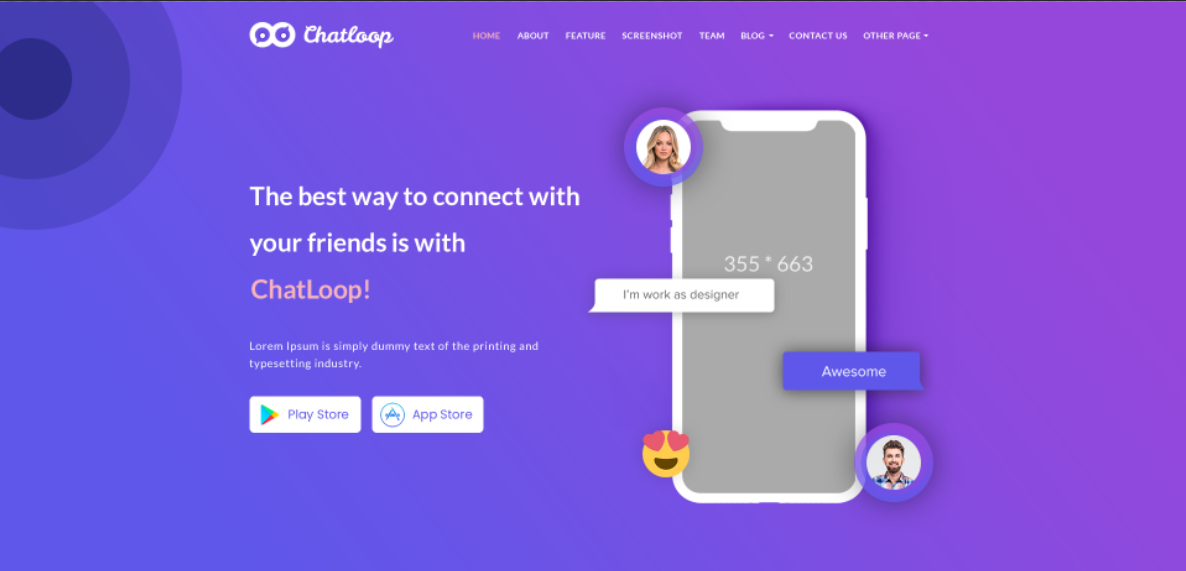 Chatloop
HOME ABOUT FEATURE SCREENSHOT TEAM BLOG CONTACT US OTHER PAGE
The best way to connect with
your friends is with
ChatLoop!
Lorem Ipsum is simply dummy text of the printing and
typesetting industry.
Play Store App Store
355 * 663
I'm work as designer
Awesome